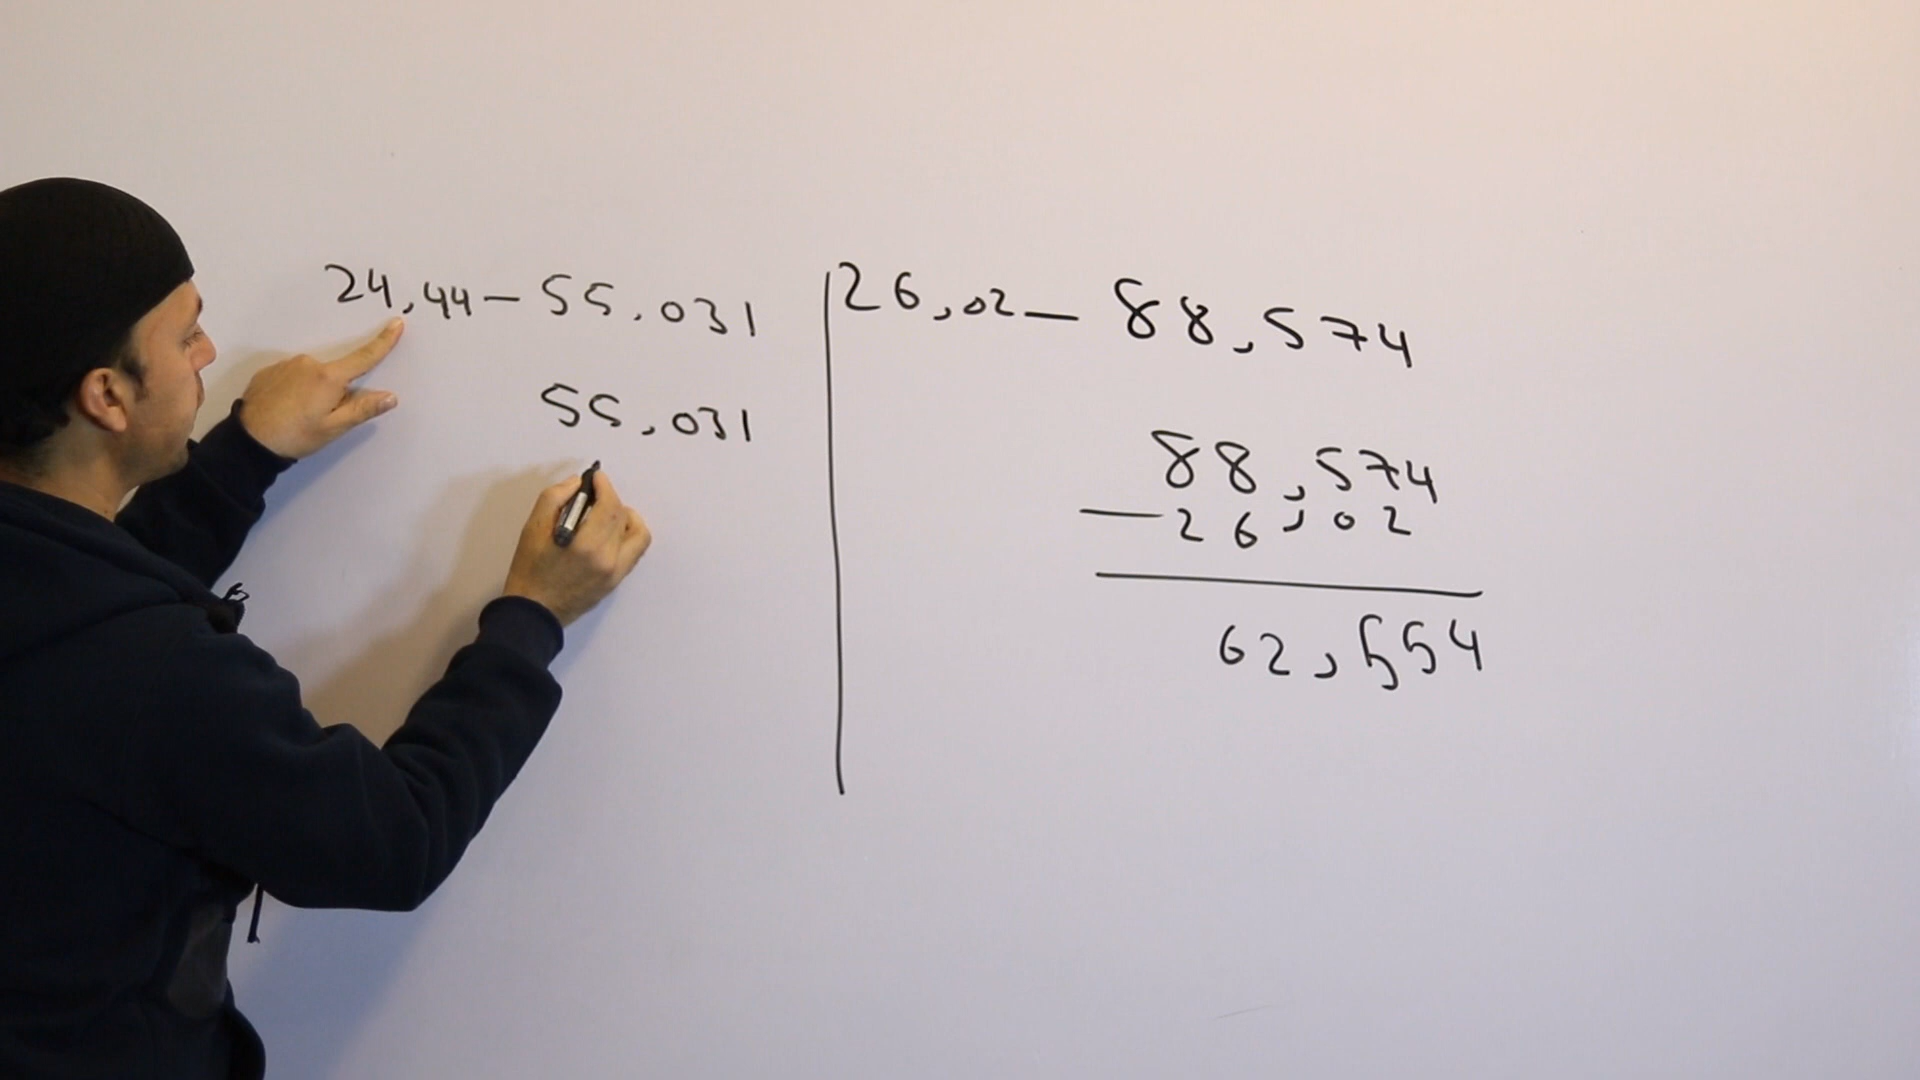 24,44 - 55,031
55,031
26,02 - 88,574
88,574
- 26,02
62,554